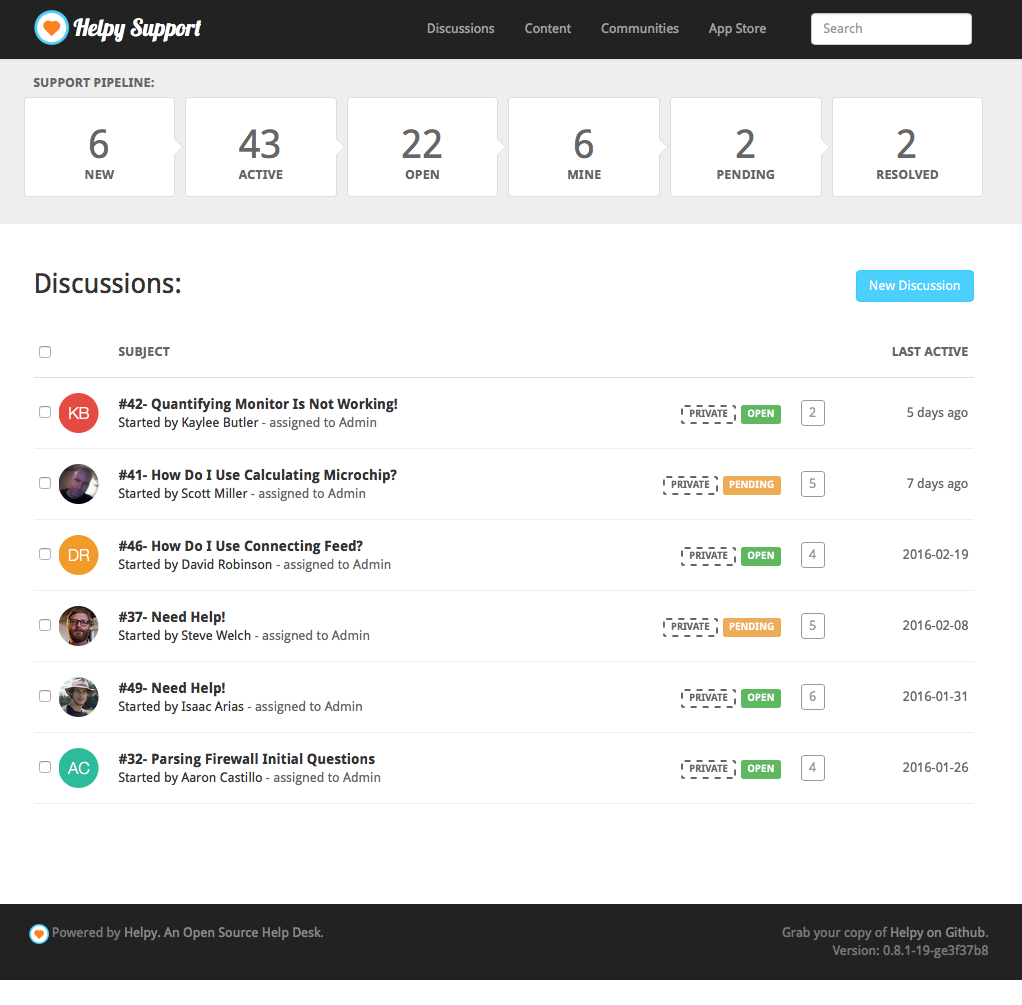 Helpy Support
Discussions Content Communities App Store Search
SUPPORT PIPELINE:
6 43 22 6 2 2
NEW ACTIVE OPEN MINE PENDING RESOLVED
Discussions:
New Discussion
SUBJECT LAST ACTIVE
KB
#42- Quantifying Monitor Is Not Working!
Started by Kaylee Butler - assigned to Admin
PRIVATE OPEN 2 5 days ago
#41- How Do I Use Calculating Microchip?
Started by Scott Miller - assigned to Admin
PRIVATE PENDING 5 7 days ago
DR
#46- How Do I Use Connecting Feed?
Started by David Robinson - assigned to Admin
PRIVATE OPEN 4 2016-02-19
#37- Need Help!
Started by Steve Welch - assigned to Admin
PRIVATE PENDING 5 2016-02-08
#49- Need Help!
Started by Isaac Arias - assigned to Admin
PRIVATE OPEN 6 2016-01-31
AC
#32- Parsing Firewall Initial Questions
Started by Aaron Castillo - assigned to Admin
PRIVATE OPEN 4 2016-01-26
Powered by Helpy. An Open Source Help Desk.
Grab your copy of Helpy on Github.
Version: 0.8.1-19-ge3f37b8